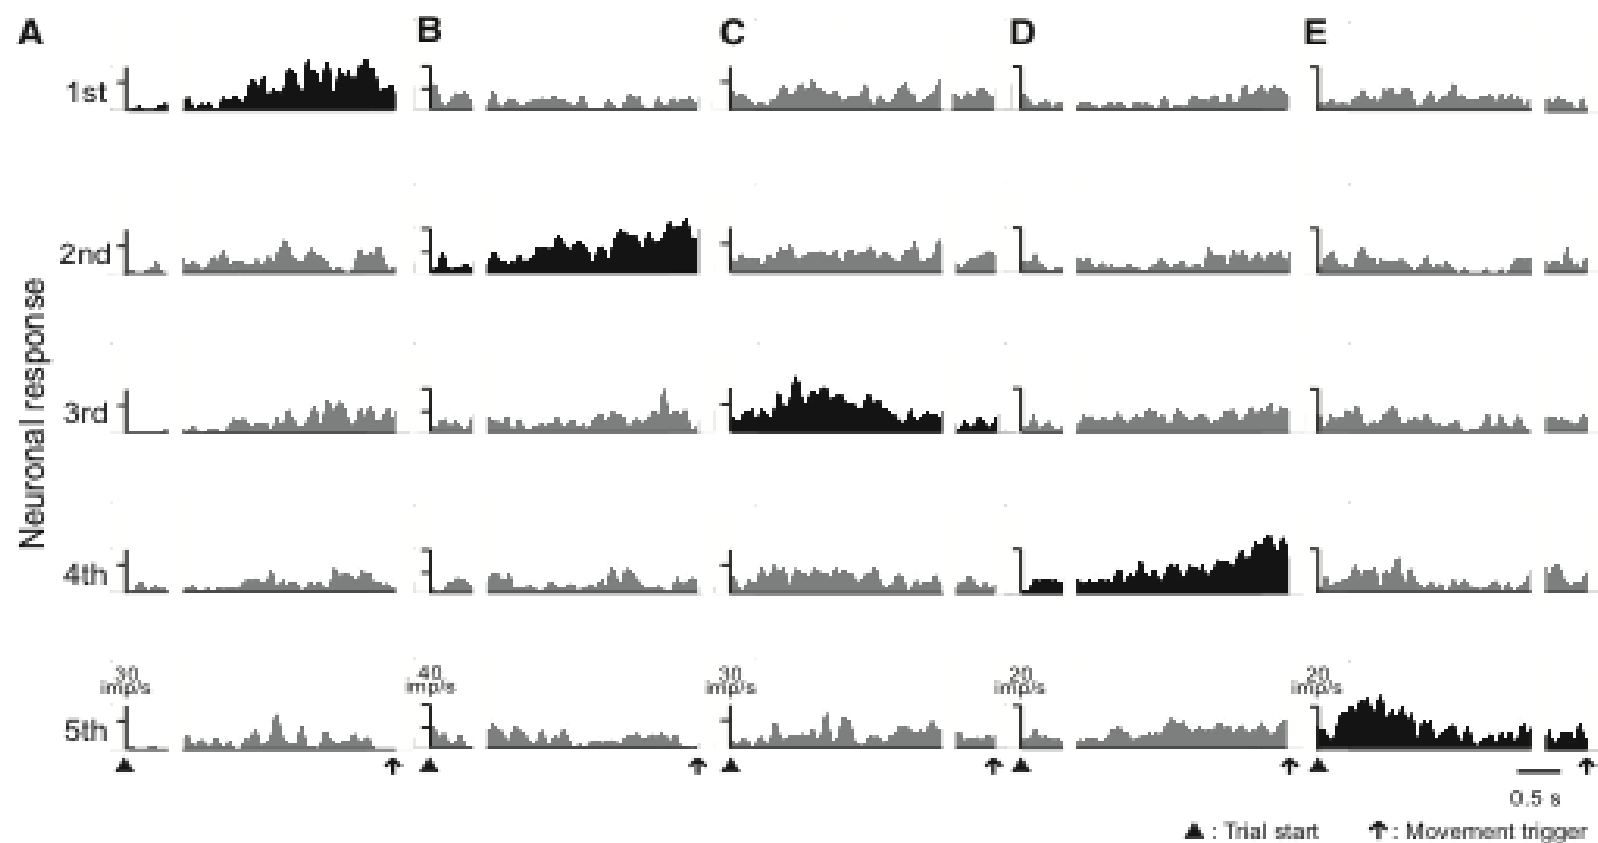 A B C D E
1st
2nd
3rd
4th
5th
Neuronal response
30 40 30 20 20
imp/s imp/s imp/s imp/s imp/s
0.5 s
▲ : Trial start ↑ : Movement trigger